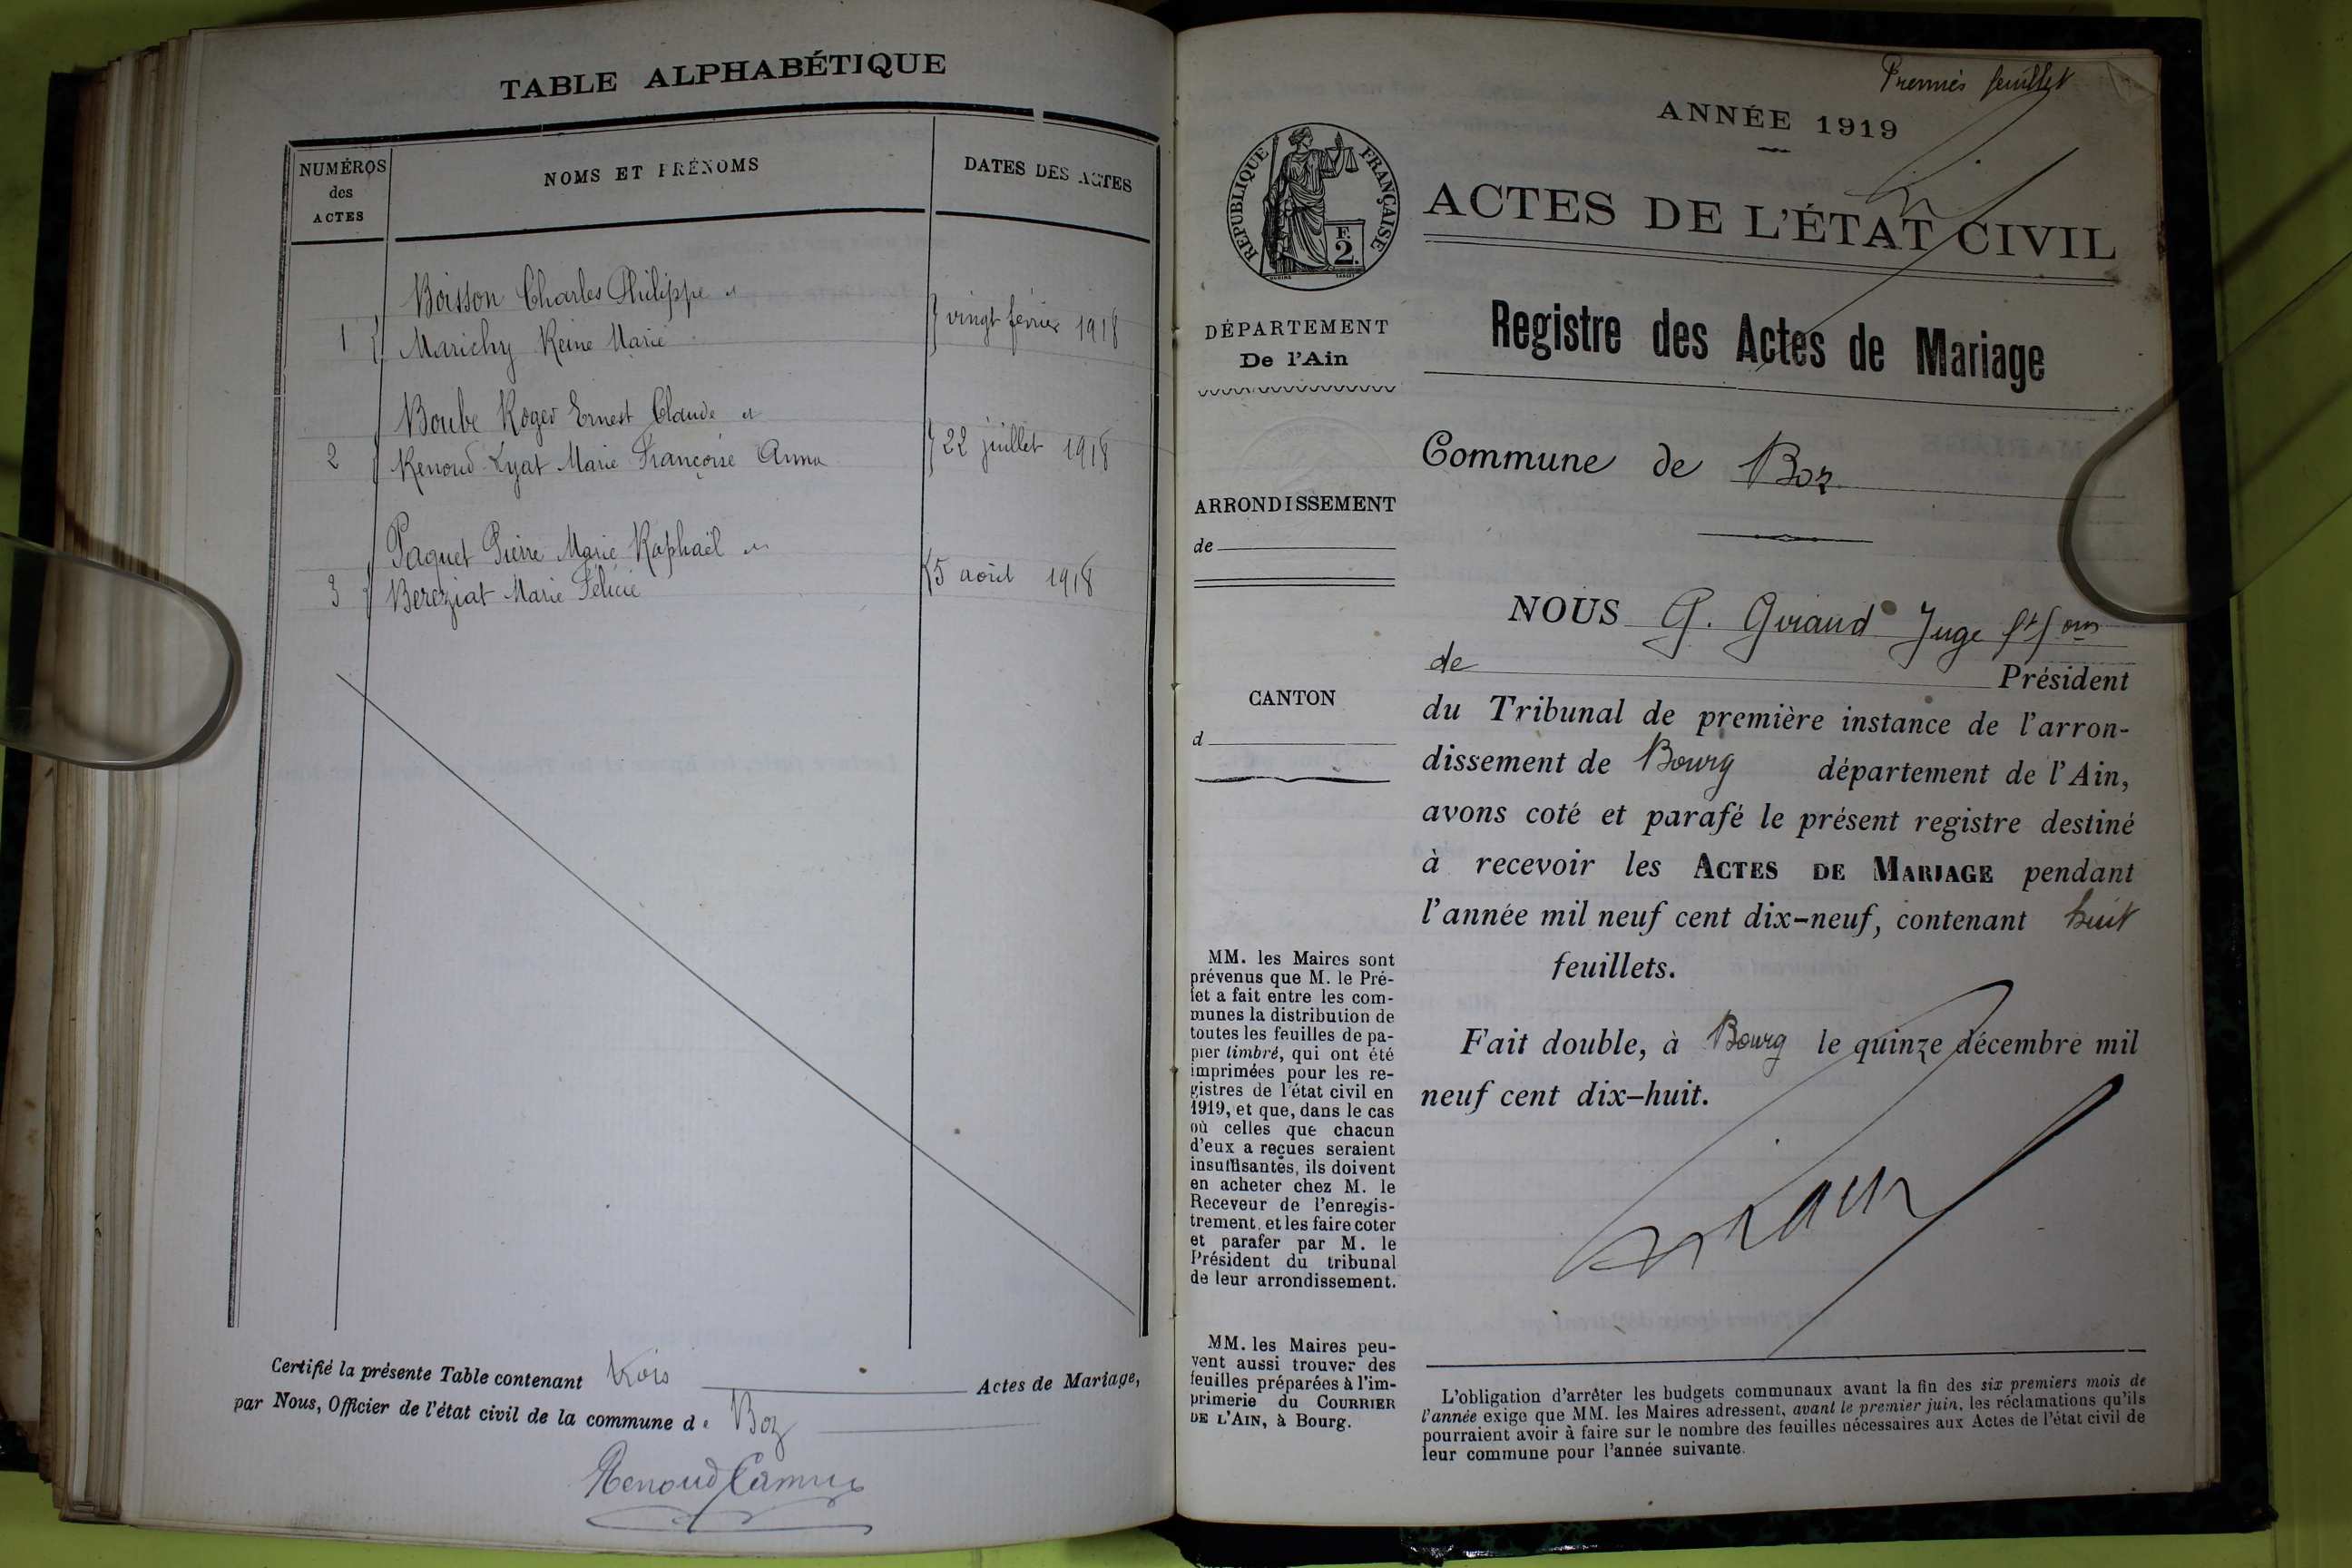 TABLE ALPHABÉTIQUE
NUMÉROS
des
ACTES
NOMS ET PRÉNOMS
DATES DES ACTES
Boisson Charles Philippe et
1 Marichy Reine Marie
vingt février 1918
Boube Roger Ernest Claude et
2 Renoud-Lyat Marie Françoise Anna
22 juillet 1918
Paquet Pierre Marie Raphaël et
3 Bereziat Marie Félicie
5 août 1918
Certifié la présente Table contenant trois Actes de Mariage,
par Nous, Officier de l'état civil de la commune de Boz
Renoud Camus
Premier feuillet
ANNÉE 1919
RÉPUBLIQUE FRANÇAISE
F.
2.
ACTES DE L'ÉTAT CIVIL
Registre des Actes de Mariage
DÉPARTEMENT
De l'Ain
Commune de Boz
ARRONDISSEMENT
de
CANTON
d
NOUS G. Giraud Juge
de Président
du Tribunal de première instance de l'arron-
dissement de Bourg département de l'Ain,
avons coté et parafé le présent registre destiné
à recevoir les ACTES DE MARIAGE pendant
l'année mil neuf cent dix-neuf, contenant huit
feuillets.
Fait double, à Bourg le quinze décembre mil
neuf cent dix-huit.
MM. les Maires sont
prévenus que M. le Pré-
fet a fait entre les com-
munes la distribution de
toutes les feuilles de pa-
pier timbré, qui ont été
imprimées pour les re-
gistres de l'état civil en
1919, et que, dans le cas
où celles que chacun
d'eux a reçues seraient
insuffisantes, ils doivent
en acheter chez M. le
Receveur de l'enregis-
trement, et les faire coter
et parafer par M. le
Président du tribunal
de leur arrondissement.
MM. les Maires peu-
vent aussi trouver des
feuilles préparées à l'im-
primerie du COURRIER
DE L'AIN, à Bourg.
L'obligation d'arrêter les budgets communaux avant la fin des six premiers mois de
l'année exige que MM. les Maires adressent, avant le premier juin, les réclamations qu'ils
pourraient avoir à faire sur le nombre des feuilles nécessaires aux Actes de l'état civil de
leur commune pour l'année suivante.